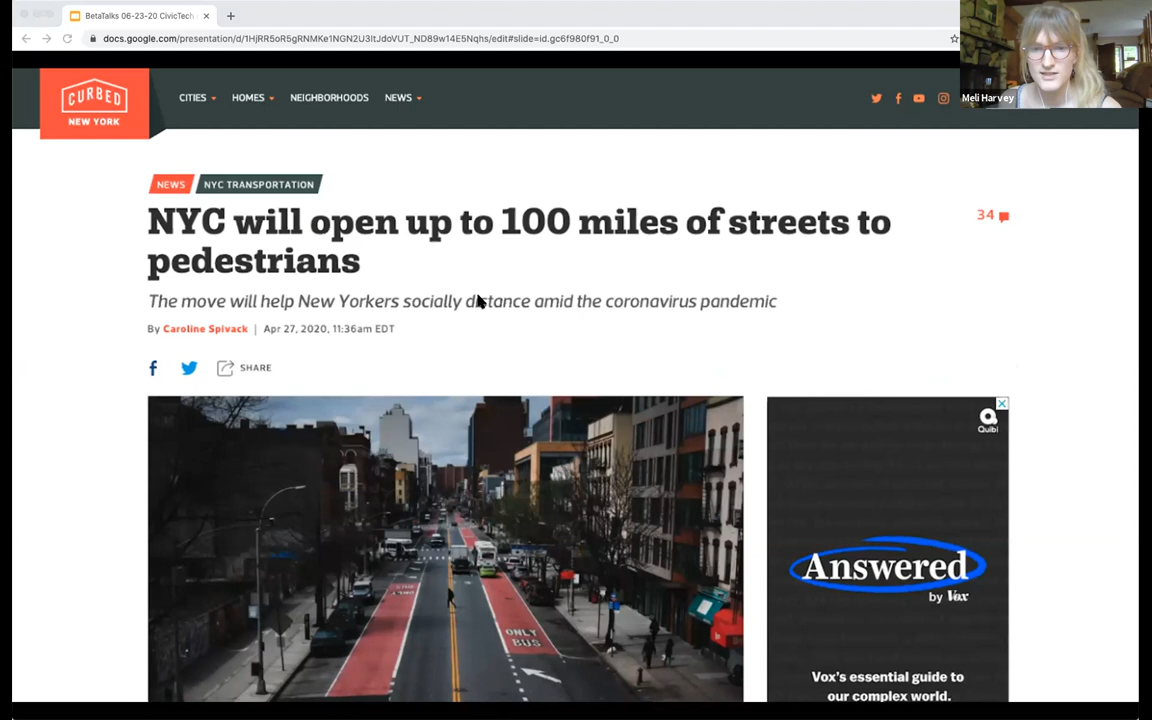 BetaTalks 06-23-20 CivicTech
docs.google.com/presentation/d/1HjRR5oR5gRNMKe1NGN2U3ltJdoVUT_ND89w14E5Nqhs/edit#slide=id.gc6f980f91_0_0
Meli Harvey
CURBED
NEW YORK
CITIES HOMES NEIGHBORHOODS NEWS
NEWS NYC TRANSPORTATION
NYC will open up to 100 miles of streets to
pedestrians
34
The move will help New Yorkers socially distance amid the coronavirus pandemic
By Caroline Spivack | Apr 27, 2020, 11:36am EDT
SHARE
Quibi
Answered
by Vox
ONLY
BUS
Vox's essential guide to
our complex world.